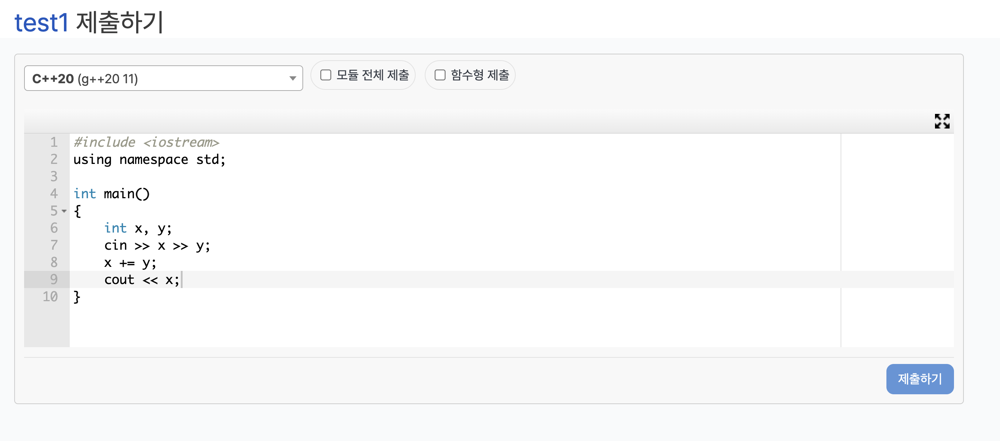 test1 제출하기
C++20 (g++20 11)
모듈 전체 제출
함수형 제출
1 #include <iostream>
2 using namespace std;
3
4 int main()
5 {
6     int x, y;
7     cin >> x >> y;
8     x += y;
9     cout << x;
10 }
제출하기